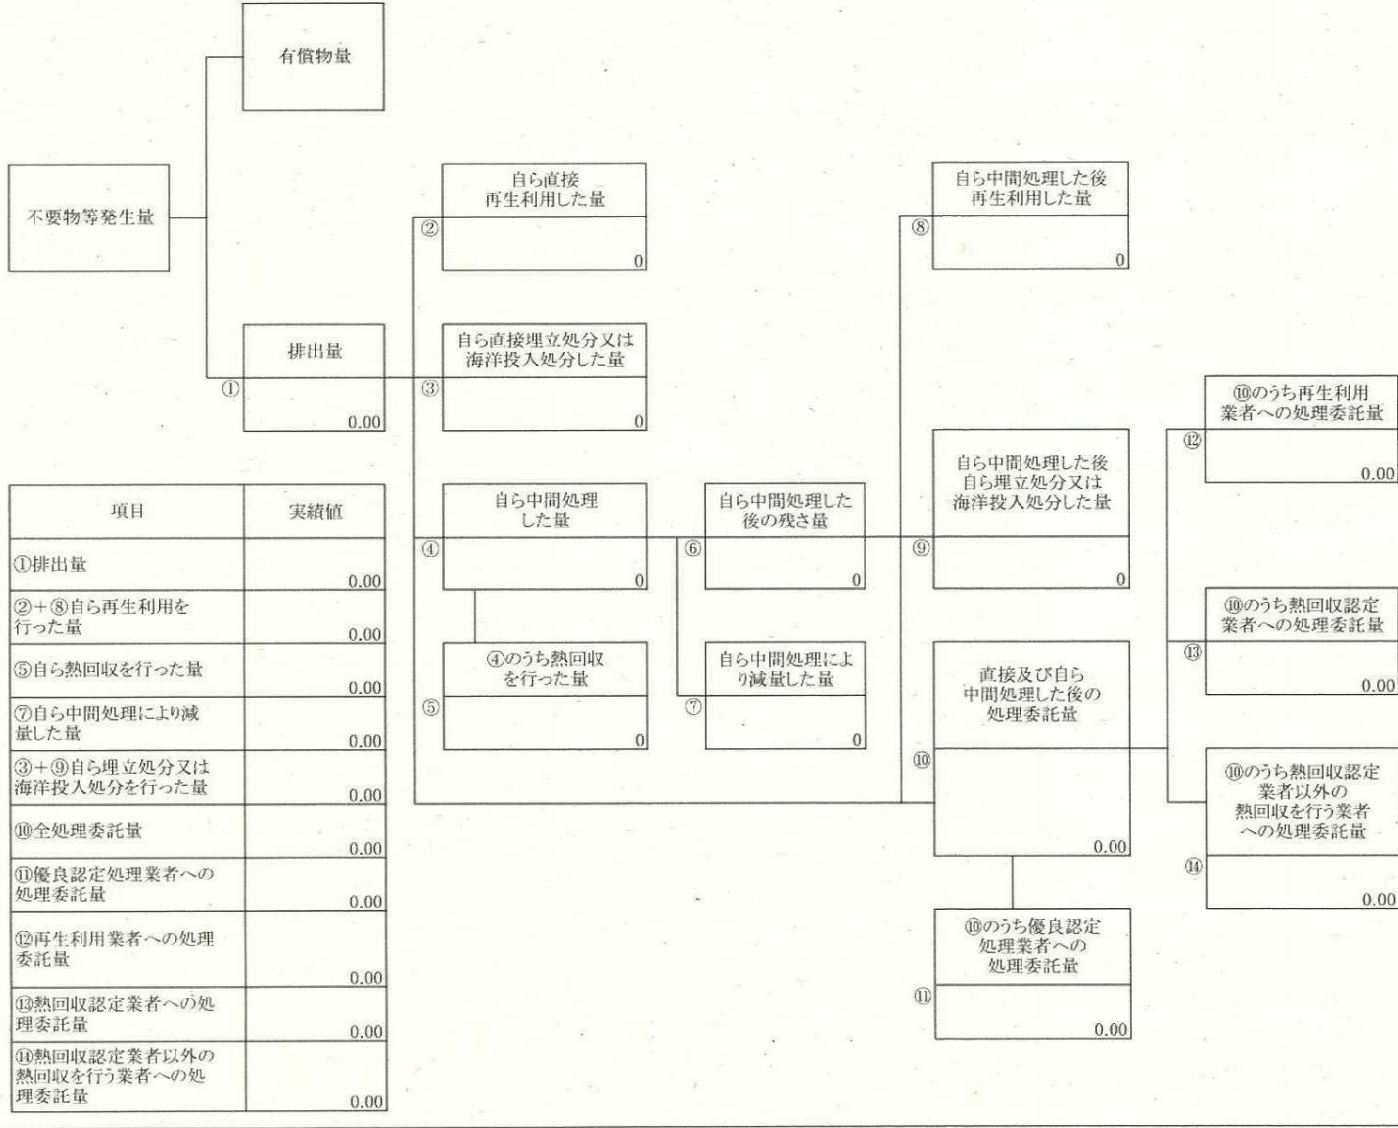 有償物量
不要物等発生量
排出量
①
0.00
自ら直接
再生利用した量
②
0
自ら直接埋立処分又は
海洋投入処分した量
③
0
自ら中間処理
した量
④
0
④のうち熱回収
を行った量
⑤
0
自ら中間処理した
後の残さ量
⑥
0
自ら中間処理によ
り減量した量
⑦
0
自ら中間処理した後
再生利用した量
⑧
0
自ら中間処理した後
自ら埋立処分又は
海洋投入処分した量
⑨
0
直接及び自ら
中間処理した後の
処理委託量
⑩
0.00
⑩のうち優良認定
処理業者への
処理委託量
⑪
0.00
⑩のうち再生利用
業者への処理委託量
⑫
0.00
⑩のうち熱回収認定
業者への処理委託量
⑬
0.00
⑩のうち熱回収認定
業者以外の
熱回収を行う業者
への処理委託量
⑭
0.00
項目 実績値
①排出量
0.00
②+⑧自ら再生利用を
行った量
0.00
⑤自ら熱回収を行った量
0.00
⑦自ら中間処理により減
量した量
0.00
③+⑨自ら埋立処分又は
海洋投入処分を行った量
0.00
⑩全処理委託量
0.00
⑪優良認定処理業者への
処理委託量
0.00
⑫再生利用業者への処理
委託量
0.00
⑬熱回収認定業者への処
理委託量
0.00
⑭熱回収認定業者以外の
熱回収を行う業者への処
理委託量
0.00